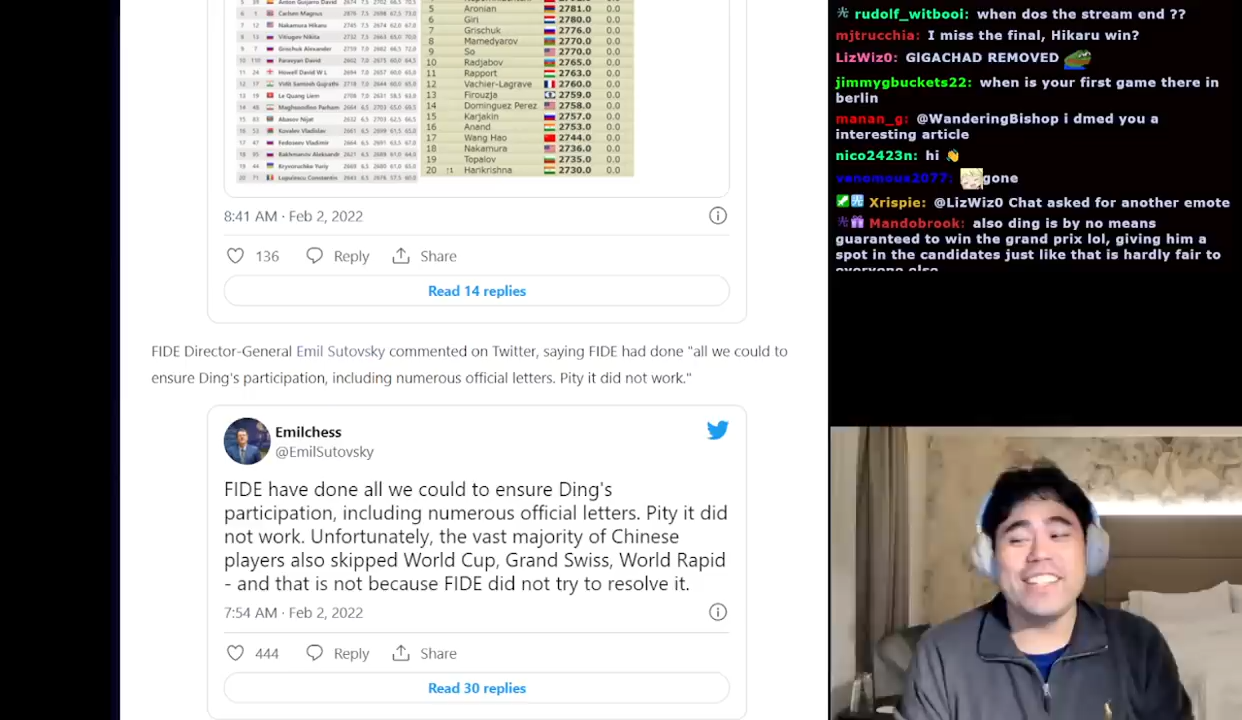 5 Aronian 2781.0 0.0
6 Giri 2780.0 0.0
7 Grischuk 2776.0 0.0
8 Mamedyarov 2770.0 0.0
9 So 2770.0 0.0
10 Radjabov 2765.0 0.0
11 Rapport 2763.0 0.0
12 Vachier-Lagrave 2760.0 0.0
13 Firouzja 2759.0 0.0
14 Dominguez Perez 2758.0 0.0
15 Karjakin 2757.0 0.0
16 Anand 2753.0 0.0
17 Wang Hao 2744.0 0.0
18 Nakamura 2736.0 0.0
19 Topalov 2735.0 0.0
20 Harikrishna 2730.0 0.0
8:41 AM · Feb 2, 2022
136 Reply Share
Read 14 replies
FIDE Director-General Emil Sutovsky commented on Twitter, saying FIDE had done "all we could to
ensure Ding's participation, including numerous official letters. Pity it did not work."
Emilchess
@EmilSutovsky
FIDE have done all we could to ensure Ding's
participation, including numerous official letters. Pity it did
not work. Unfortunately, the vast majority of Chinese
players also skipped World Cup, Grand Swiss, World Rapid
- and that is not because FIDE did not try to resolve it.
7:54 AM · Feb 2, 2022
444 Reply Share
Read 30 replies
rudolf_witbooi: when dos the stream end ??
mjtrucchia: I miss the final, Hikaru win?
LizWiz0: GIGACHAD REMOVED
jimmygbuckets22: when is your first game there in
berlin
manan_g: @WanderingBishop i dmed you a
interesting article
nico2423n: hi
venomous2077: gone
Xrispie: @LizWiz0 Chat asked for another emote
Mandobrook: also ding is by no means
guaranteed to win the grand prix lol, giving him a
spot in the candidates just like that is hardly fair to
everyone else